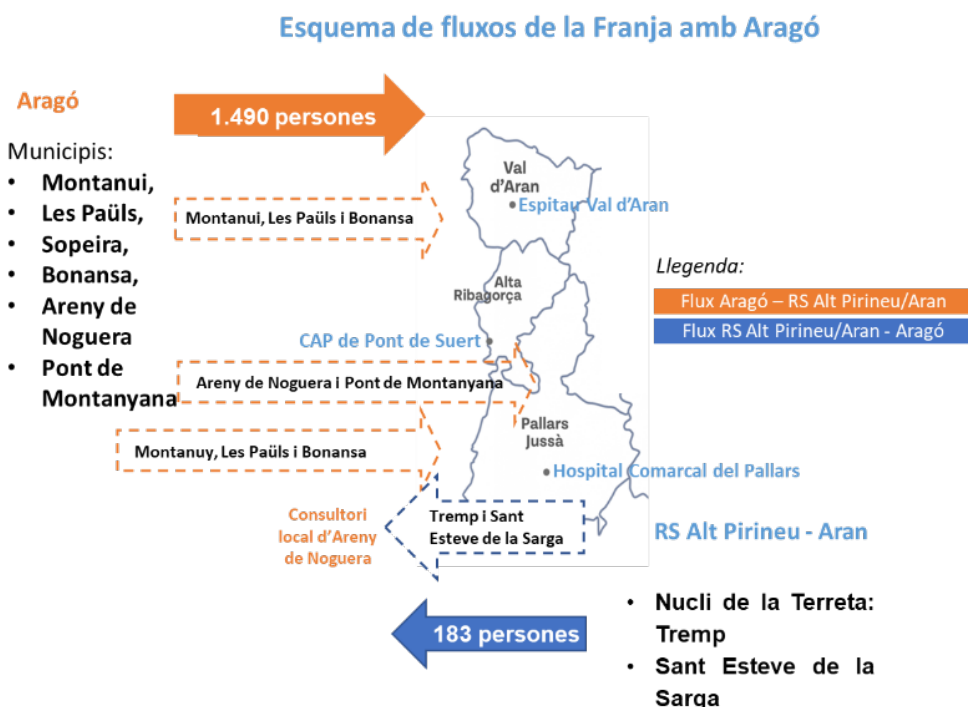 Esquema de fluxos de la Franja amb Aragó
Aragó
1.490 persones
Municipis:
• Montanui,
• Les Paüls,
• Sopeira,
• Bonansa,
• Areny de
Noguera
• Pont de
Montanyana
Montanui, Les Paüls i Bonansa
Val
d'Aran
Espitau Val d'Aran
Alta
Ribagorça
CAP de Pont de Suert
Areny de Noguera i Pont de Montanyana
Montanuy, Les Paüls i Bonansa
Pallars
Jussà
Hospital Comarcal del Pallars
Llegenda:
Flux Aragó – RS Alt Pirineu/Aran
Flux RS Alt Pirineu/Aran - Aragó
Consultori
local d'Areny
de Noguera
Tremp i Sant
Esteve de la Sarga
RS Alt Pirineu - Aran
183 persones
• Nucli de la Terreta:
Tremp
• Sant Esteve de la
Sarga